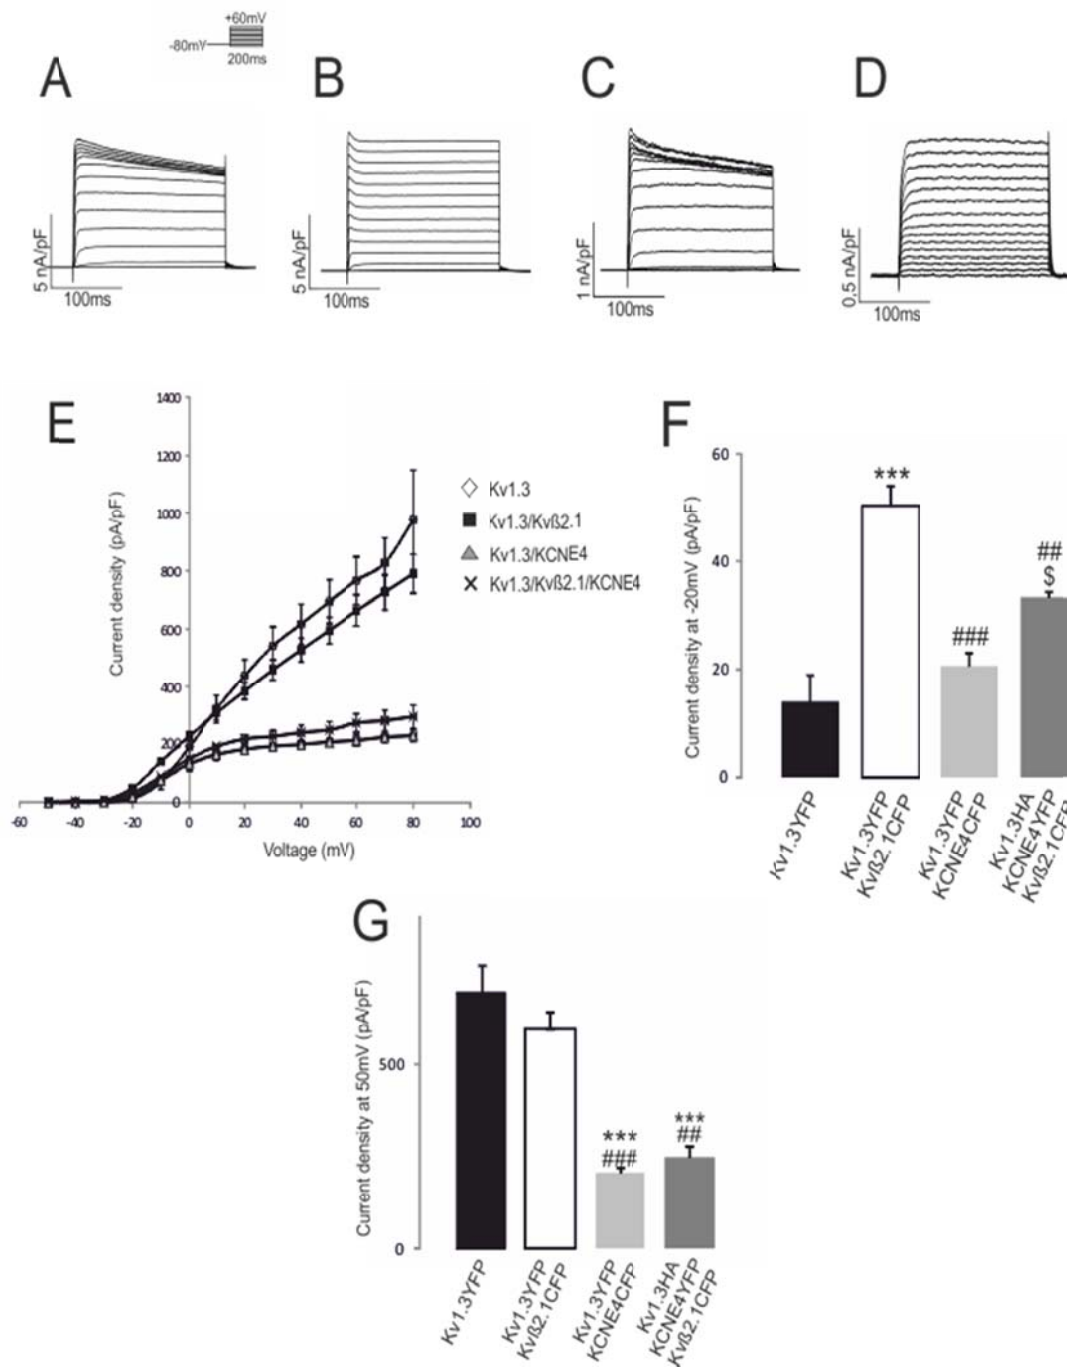 +60mV
-80mV
200ms
A
B
C
D
5 nA/pF
100ms
5 nA/pF
100ms
1 nA/pF
100ms
0,5 nA/pF
100ms
E
Current density (pA/pF)
1400
1200
1000
800
600
400
200
0
-60
-40
-20
0
20
40
60
80
100
Voltage (mV)
Kv1.3
Kv1.3/Kvß2.1
Kv1.3/KCNE4
Kv1.3/Kvß2.1/KCNE4
F
Current density at -20mV (pA/pF)
60
40
20
0
***
###
##
$
Kv1.3YFP
Kv1.3YFP
Kvß2.1CFP
Kv1.3YFP
KCNE4CFP
Kv1.3HA
KCNE4YFP
Kvß2.1CFP
G
Current density at 50mV (pA/pF)
500
0
***
###
***
##
Kv1.3YFP
Kv1.3YFP
Kvß2.1CFP
Kv1.3YFP
KCNE4CFP
Kv1.3HA
KCNE4YFP
Kvß2.1CFP